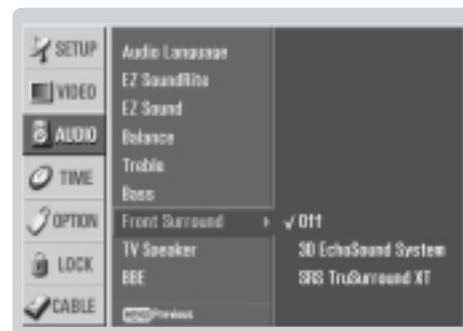 SETUP
VIDEO
AUDIO
TIME
OPTION
LOCK
CABLE
Audio Language
EZ SoundRite
EZ Sound
Balance
Treble
Bass
Front Surround
TV Speaker
BBE
Previous
Off
3D EchoSound System
SRS TruSurround XT